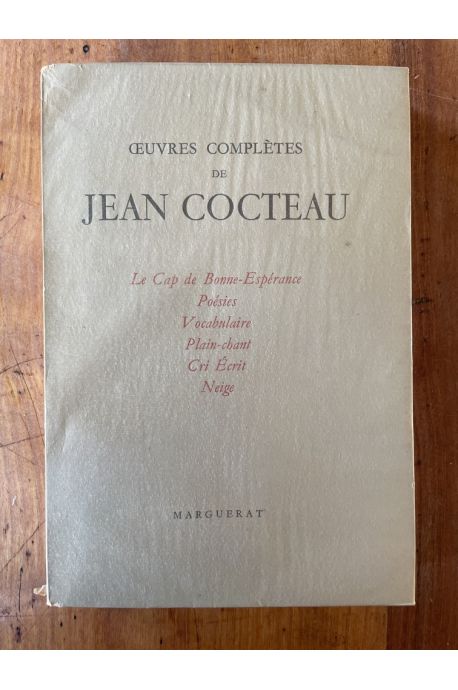 ŒUVRES COMPLÈTES
DE
JEAN COCTEAU
Le Cap de Bonne-Espérance
Poésies
Vocabulaire
Plain-chant
Cri Écrit
Neige
MARGUERAT